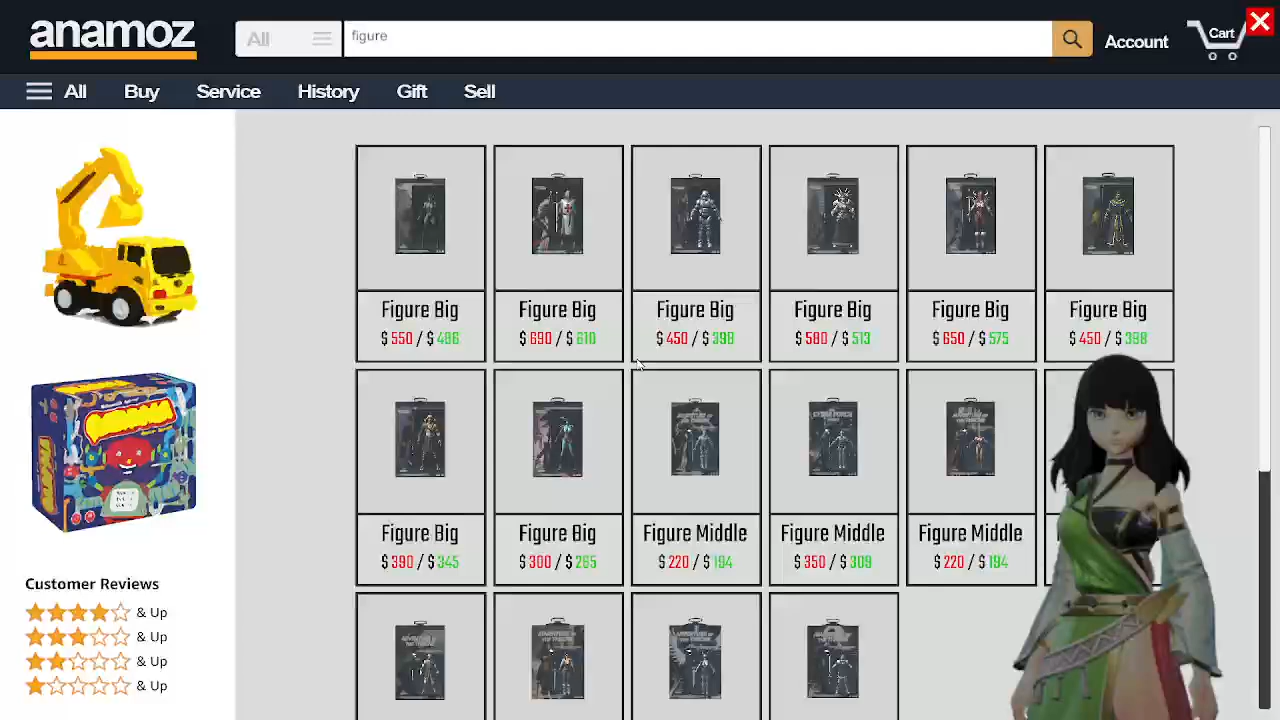 anamoz
All
figure
Account
Cart
All
Buy
Service
History
Gift
Sell
Figure Big
Figure Big
Figure Big
Figure Big
Figure Big
Figure Big
$ 550 / $ 486
$ 690 / $ 610
$ 450 / $ 398
$ 580 / $ 513
$ 650 / $ 575
$ 450 / $ 398
Figure Big
Figure Big
Figure Middle
Figure Middle
Figure Middle
$ 390 / $ 345
$ 300 / $ 265
$ 220 / $ 194
$ 350 / $ 309
$ 220 / $ 194
Customer Reviews
& Up
& Up
& Up
& Up